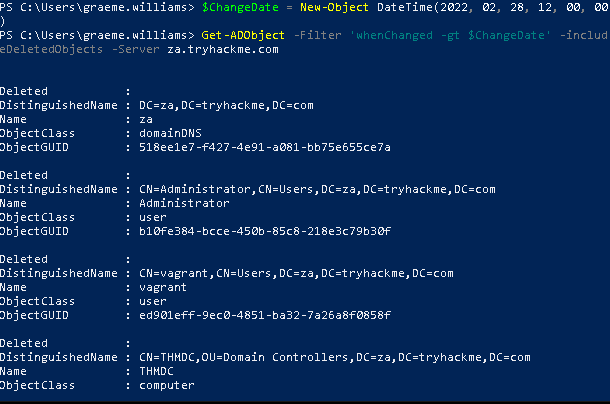 PS C:\Users\graeme.williams> $ChangeDate = New-Object DateTime(2022, 02, 28, 12, 00, 00
)
PS C:\Users\graeme.williams> Get-ADObject -Filter 'whenChanged -gt $ChangeDate' -includ
eDeletedObjects -Server za.tryhackme.com
Deleted :
DistinguishedName : DC=za,DC=tryhackme,DC=com
Name : za
ObjectClass : domainDNS
ObjectGUID : 518ee1e7-f427-4e91-a081-bb75e655ce7a
Deleted :
DistinguishedName : CN=Administrator,CN=Users,DC=za,DC=tryhackme,DC=com
Name : Administrator
ObjectClass : user
ObjectGUID : b10fe384-bcce-450b-85c8-218e3c79b30f
Deleted :
DistinguishedName : CN=vagrant,CN=Users,DC=za,DC=tryhackme,DC=com
Name : vagrant
ObjectClass : user
ObjectGUID : ed901eff-9ec0-4851-ba32-7a26a8f0858f
Deleted :
DistinguishedName : CN=THMDC,OU=Domain Controllers,DC=za,DC=tryhackme,DC=com
Name : THMDC
ObjectClass : computer